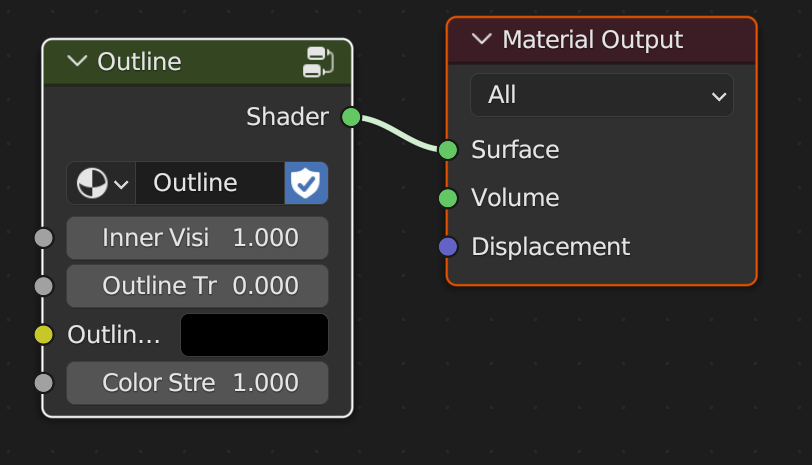 Outline
Shader
Outline
Inner Visi 1.000
Outline Tr 0.000
Outlin...
Color Stre 1.000
Material Output
All
Surface
Volume
Displacement